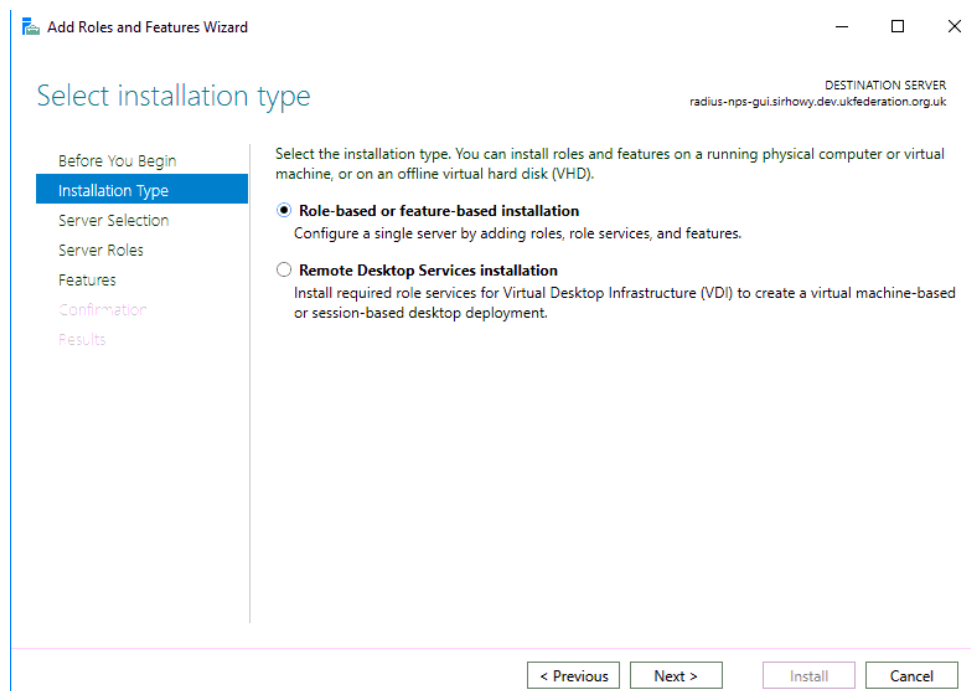 Add Roles and Features Wizard
Select installation type
DESTINATION SERVER
radius-nps-gui.sirhowy.dev.ukfederation.org.uk
Before You Begin
Installation Type
Server Selection
Server Roles
Features
Confirmation
Results
Select the installation type. You can install roles and features on a running physical computer or virtual
machine, or on an offline virtual hard disk (VHD).
Role-based or feature-based installation
Configure a single server by adding roles, role services, and features.
Remote Desktop Services installation
Install required role services for Virtual Desktop Infrastructure (VDI) to create a virtual machine-based
or session-based desktop deployment.
< Previous
Next >
Install
Cancel